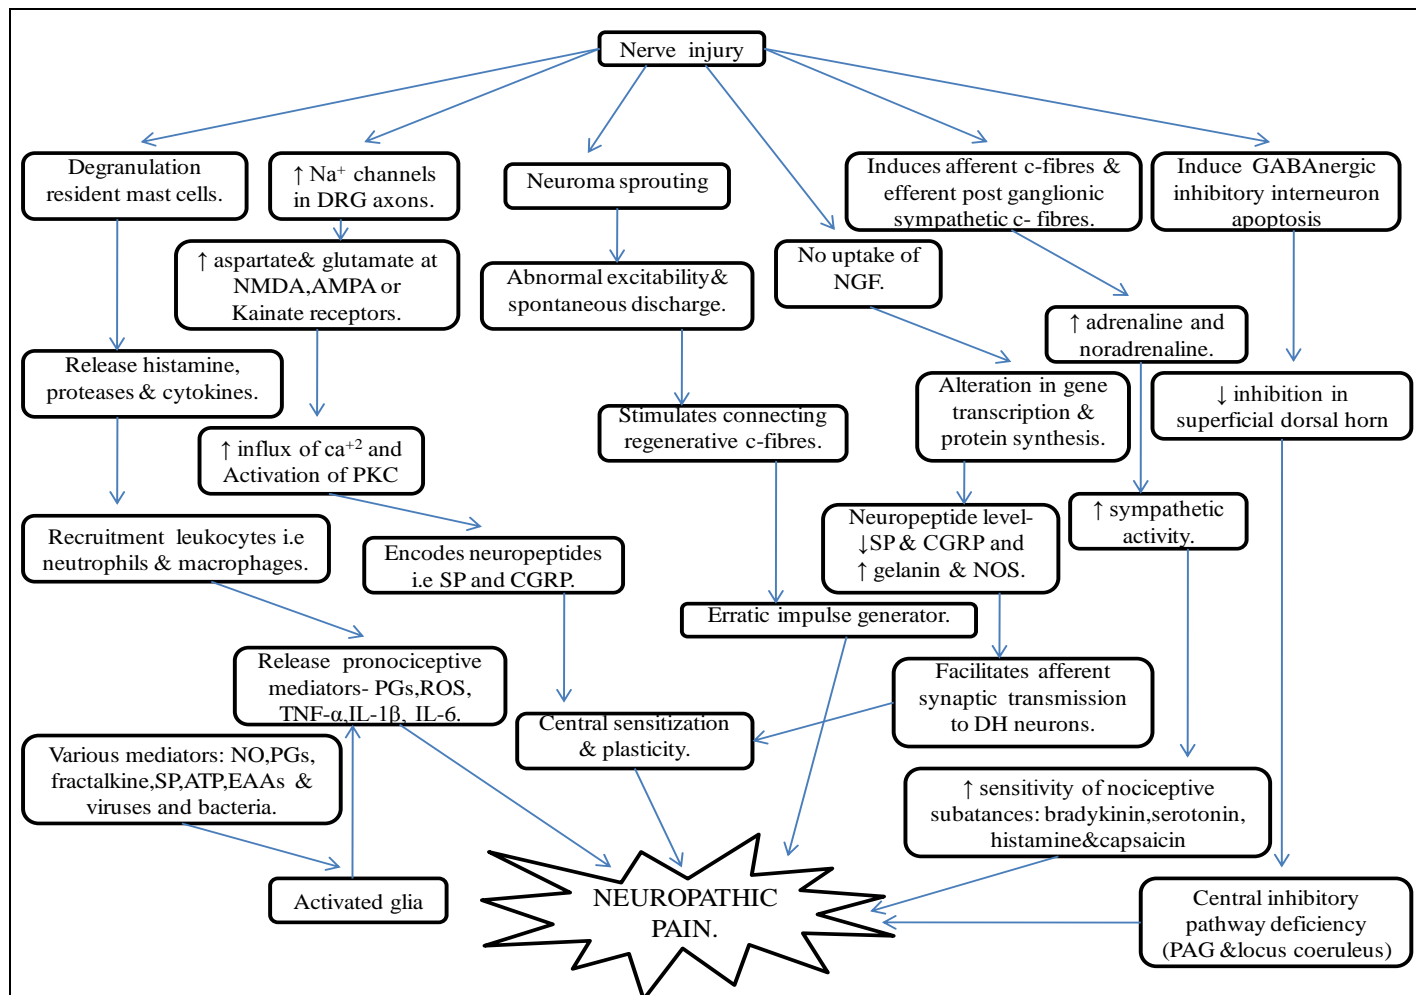 Nerve injury
Degranulation
resident mast cells.
↑ Na⁺ channels
in DRG axons.
Neuroma sprouting
Induces afferent c-fibres &
efferent post ganglionic
sympathetic c- fibres.
Induce GABAnergic
inhibitory interneuron
apoptosis
↑ aspartate& glutamate at
NMDA,AMPA or
Kainate receptors.
Abnormal excitability&
spontaneous discharge.
No uptake of
NGF.
↑ adrenaline and
noradrenaline.
Release histamine,
proteases & cytokines.
Alteration in gene
transcription &
protein synthesis.
↓ inhibition in
superficial dorsal horn
Stimulates connecting
regenerative c-fibres.
↑ influx of ca⁺² and
Activation of PKC
Recruitment leukocytes i.e
neutrophils & macrophages.
Encodes neuropeptides
i.e SP and CGRP.
Neuropeptide level-
↓SP & CGRP and
↑ gelanin & NOS.
↑ sympathetic
activity.
Erratic impulse generator.
Release pronociceptive
mediators- PGs,ROS,
TNF-α,IL-1β, IL-6.
Central sensitization
& plasticity.
Facilitates afferent
synaptic transmission
to DH neurons.
Various mediators: NO,PGs,
fractalkine,SP,ATP,EAAs &
viruses and bacteria.
↑ sensitivity of nociceptive
subatances: bradykinin,serotonin,
histamine&capsaicin
Activated glia
NEUROPATHIC
PAIN.
Central inhibitory
pathway deficiency
(PAG &locus coeruleus)